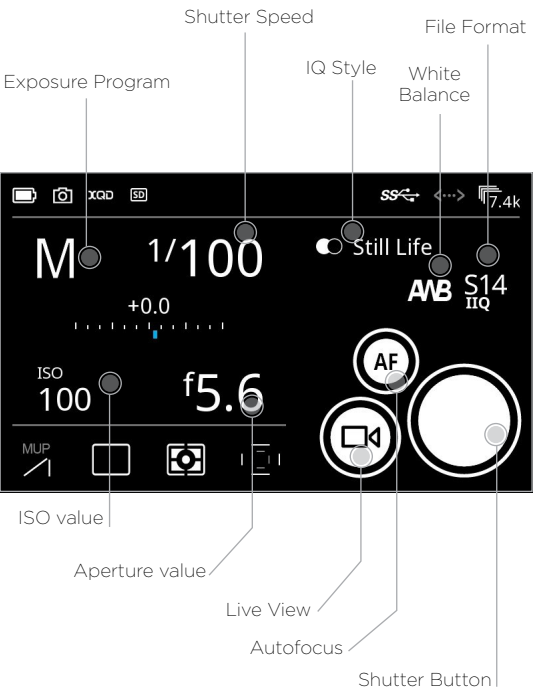 Shutter Speed
File Format
IQ Style
White
Balance
Exposure Program
XQD
SD
SS
7.4k
M
1/100
Still Life
AWB
S14
IIQ
+0.0
AF
ISO
100
f5.6
MUP
ISO value
Aperture value
Live View
Autofocus
Shutter Button